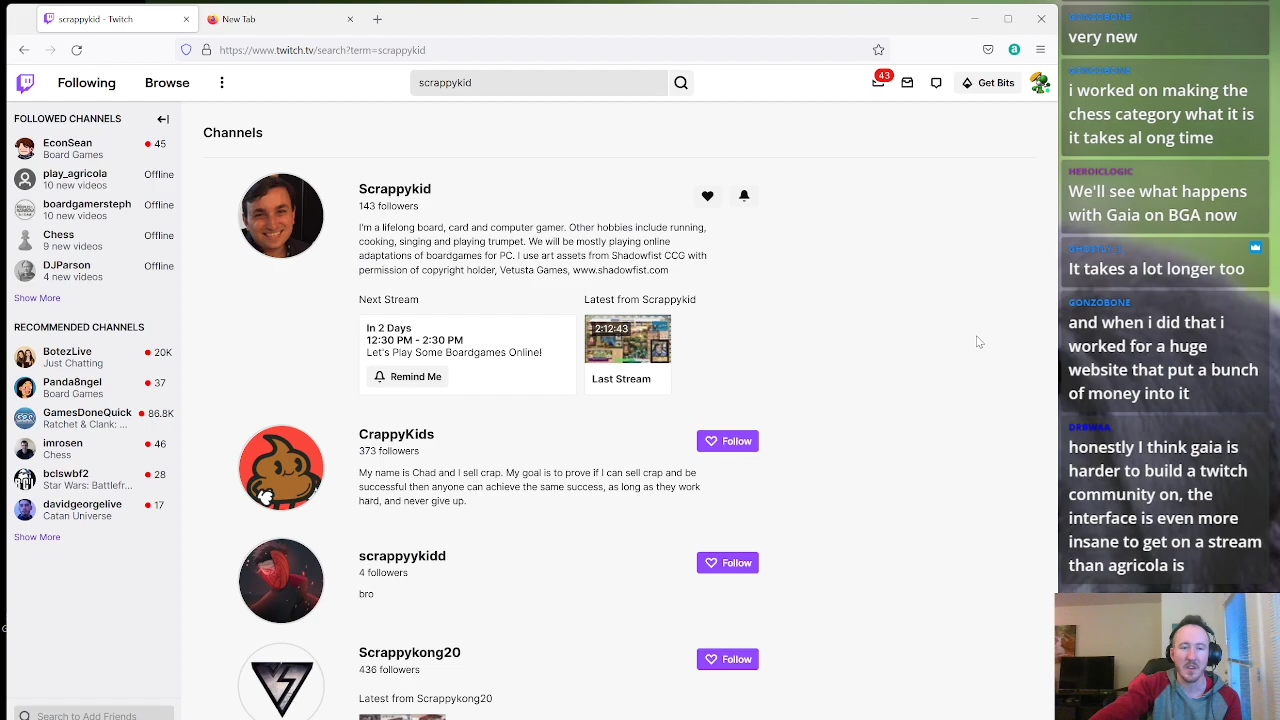 scrappykid - Twitch
New Tab
https://www.twitch.tv/search?term=scrappykid
Following
Browse
scrappykid
43
Get Bits
FOLLOWED CHANNELS
EconSean
Board Games
45
play_agricola
10 new videos
Offline
boardgamersteph
10 new videos
Offline
Chess
9 new videos
Offline
DJParson
4 new videos
Offline
Show More
RECOMMENDED CHANNELS
BotezLive
Just Chatting
20K
Panda8ngel
Board Games
37
GamesDoneQuick
Ratchet & Clank: ...
86.8K
imrosen
Chess
46
bclswbf2
Star Wars: Battlefr...
28
davidgeorgelive
Catan Universe
17
Show More
Search to Add Friends
Channels
Scrappykid
143 followers
I'm a lifelong board, card and computer gamer. Other hobbies include running,
cooking, singing and playing trumpet. We will be mostly playing online
versions of boardgames for PC. I use art assets from Shadowfist CCG with
permission of copyright holder, Vetusta Games, www.shadowfist.com
Next Stream
In 2 Days
12:30 PM - 2:30 PM
Let's Play Some Boardgames Online!
Remind Me
Latest from Scrappykid
2:12:43
Last Stream
CrappyKids
373 followers
Follow
My name is Chad and I sell crap. My goal is to prove if I can sell crap and be
successful then anyone can achieve the same success, as long as they work
hard, and never give up.
scrappyykidd
4 followers
Follow
bro
Scrappykong20
436 followers
Follow
from Scrappykong20
GONZOBONE
very new
GONZOBONE
i worked on making the
chess category what it is
it takes al ong time
HEROICLOGIC
We'll see what happens
with Gaia on BGA now
It takes a lot longer too
GONZOBONE
and when i did that i
worked for a huge
website that put a bunch
of money into it
DRBWAA
honestly I think gaia is
harder to build a twitch
community on, the
interface is even more
insane to get on a stream
than agricola is